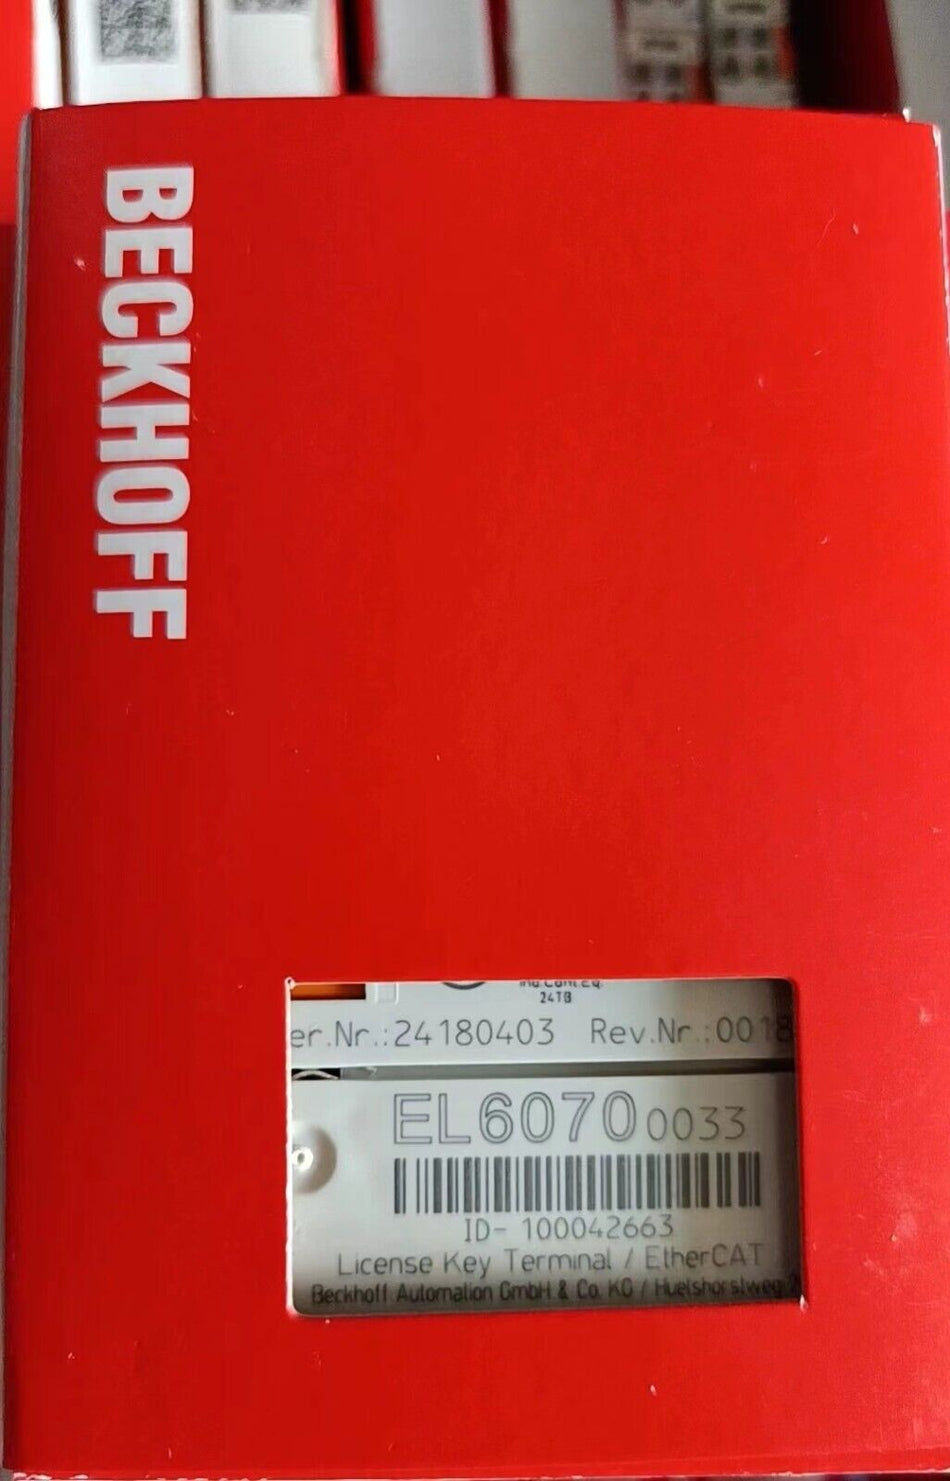 BECKHOFF
Ind.Cont.Eq.
24TB
er.Nr.:24180403 Rev.Nr.:0018
EL6070 0033
ID- 100042663
License Key Terminal / EtherCAT
Beckhoff Automation GmbH & Co. KG / Huelshorstweg 2